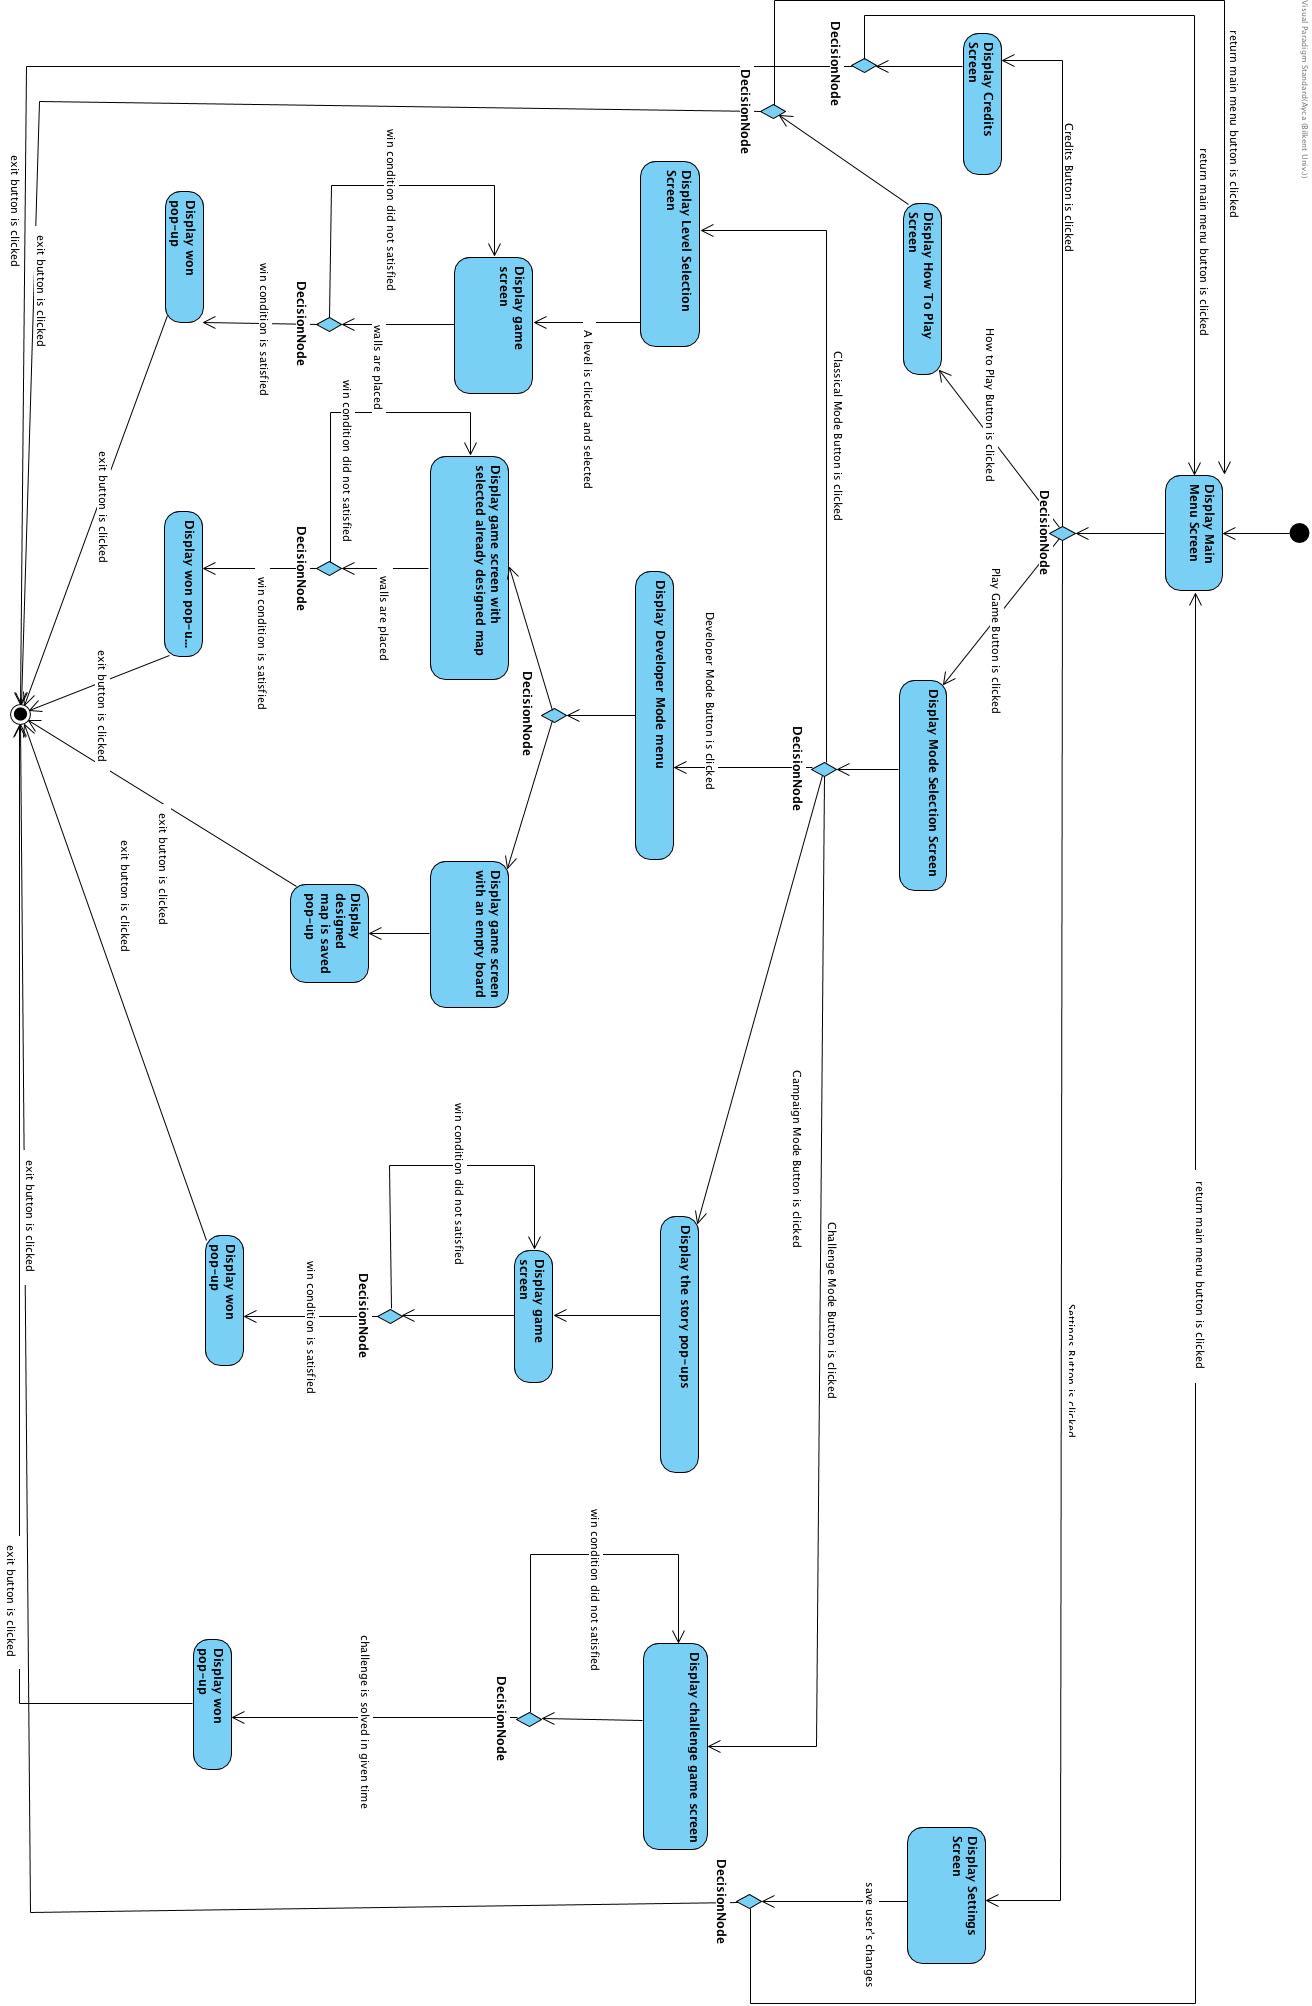 Visual Paradigm Standard(Ayca (Bilkent Univ.))
return main menu button is clicked
return main menu button is clicked
return main menu button is clicked
Display Main
Menu Screen
Credits Button is clicked
Settings Button is clicked
DecisionNode
How to Play Button is clicked
Play Game Button is clicked
Display Credits
Screen
Display How To Play
Screen
Display Mode Selection Screen
Display Settings
Screen
save user's changes
DecisionNode
DecisionNode
DecisionNode
DecisionNode
Classical Mode Button is clicked
Developer Mode Button is clicked
Campaign Mode Button is clicked
Challenge Mode Button is clicked
Display Level Selection
Screen
Display Developer Mode menu
Display the story pop-ups
Display challenge game screen
A level is clicked and selected
DecisionNode
Display game
screen
Display game screen with
selected already designed map
Display game screen
with an empty board
Display game
screen
win condition did not satisfied
win condition did not satisfied
win condition did not satisfied
win condition did not satisfied
walls are placed
walls are placed
DecisionNode
DecisionNode
DecisionNode
DecisionNode
Display
designed
map is saved
pop-up
win condition is satisfied
win condition is satisfied
win condition is satisfied
challenge is solved in given time
Display won
pop-up
Display won pop-u...
Display won
pop-up
Display won
pop-up
exit button is clicked
exit button is clicked
exit button is clicked
exit button is clicked
exit button is clicked
exit button is clicked
exit button is clicked
exit button is clicked